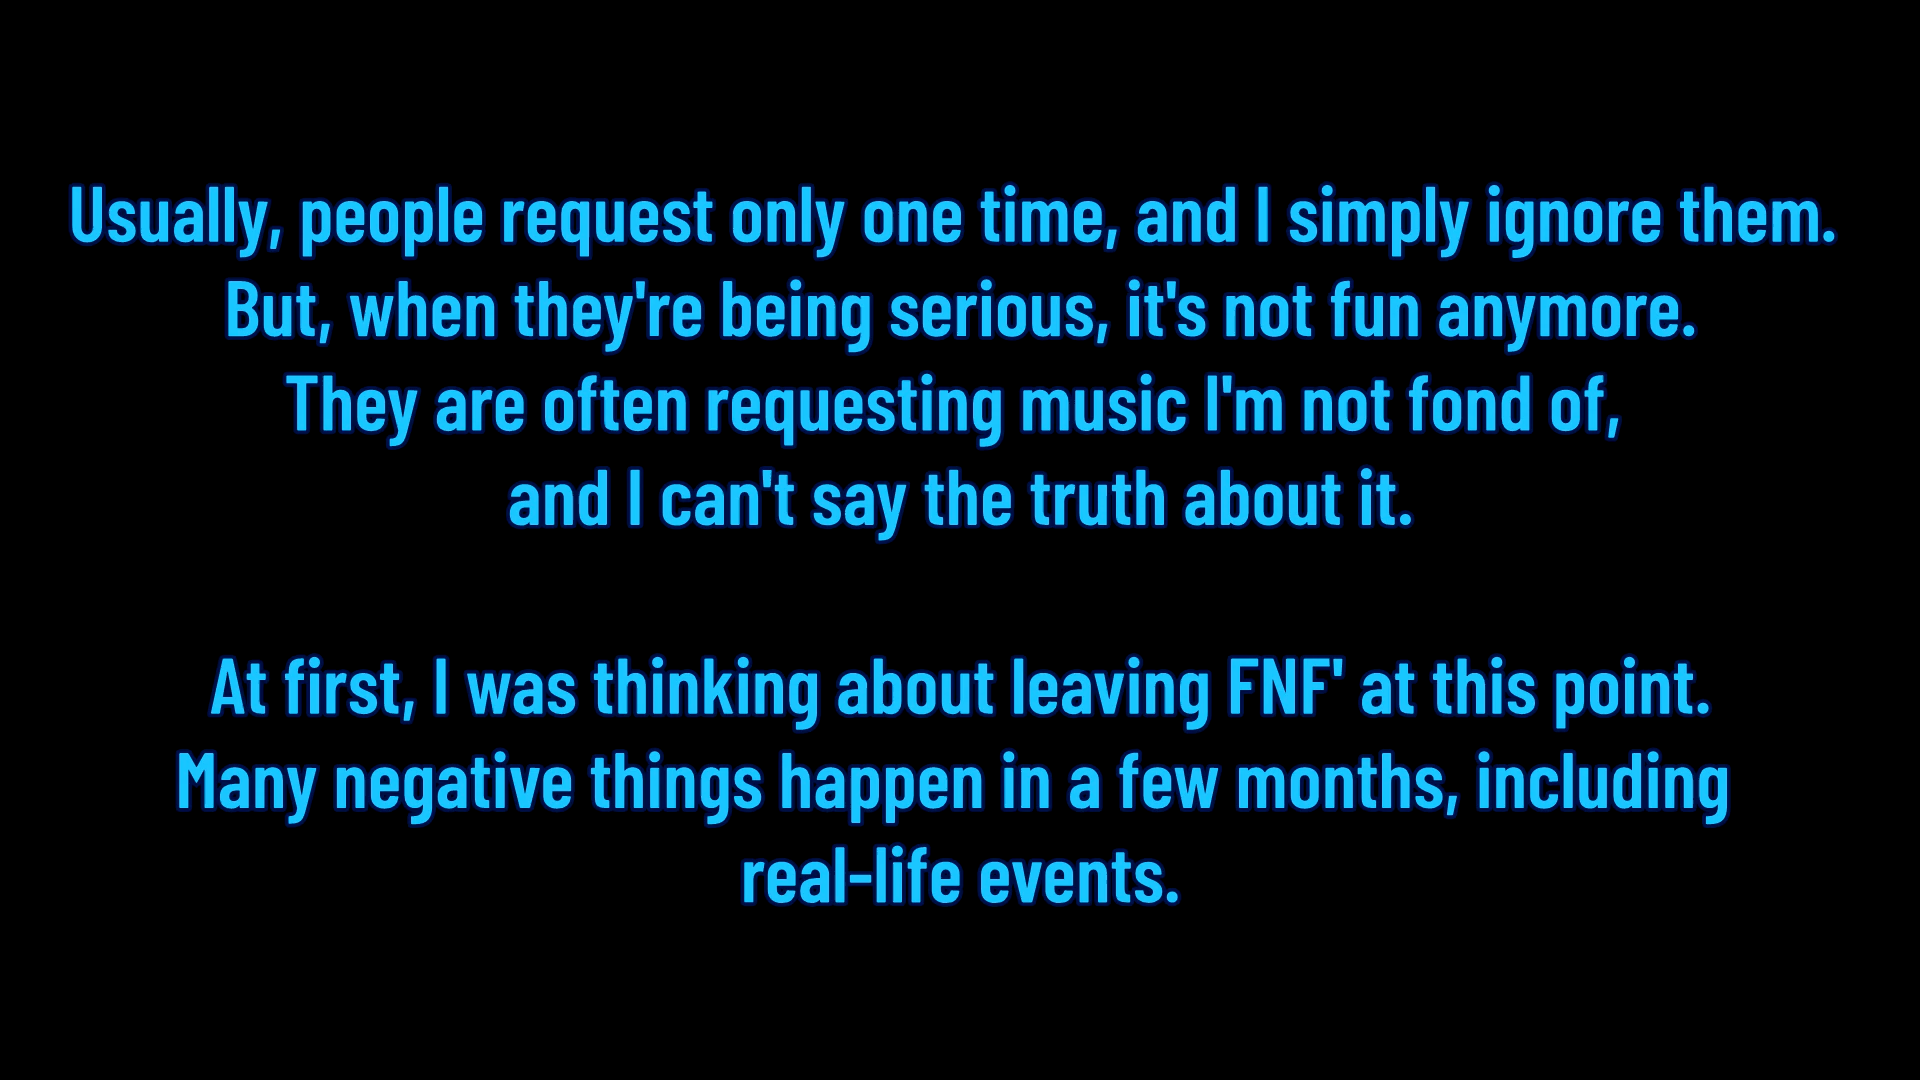 Usually, people request only one time, and I simply ignore them.
But, when they're being serious, it's not fun anymore.
They are often requesting music I'm not fond of,
and I can't say the truth about it.
At first, I was thinking about leaving FNF' at this point.
Many negative things happen in a few months, including
real-life events.